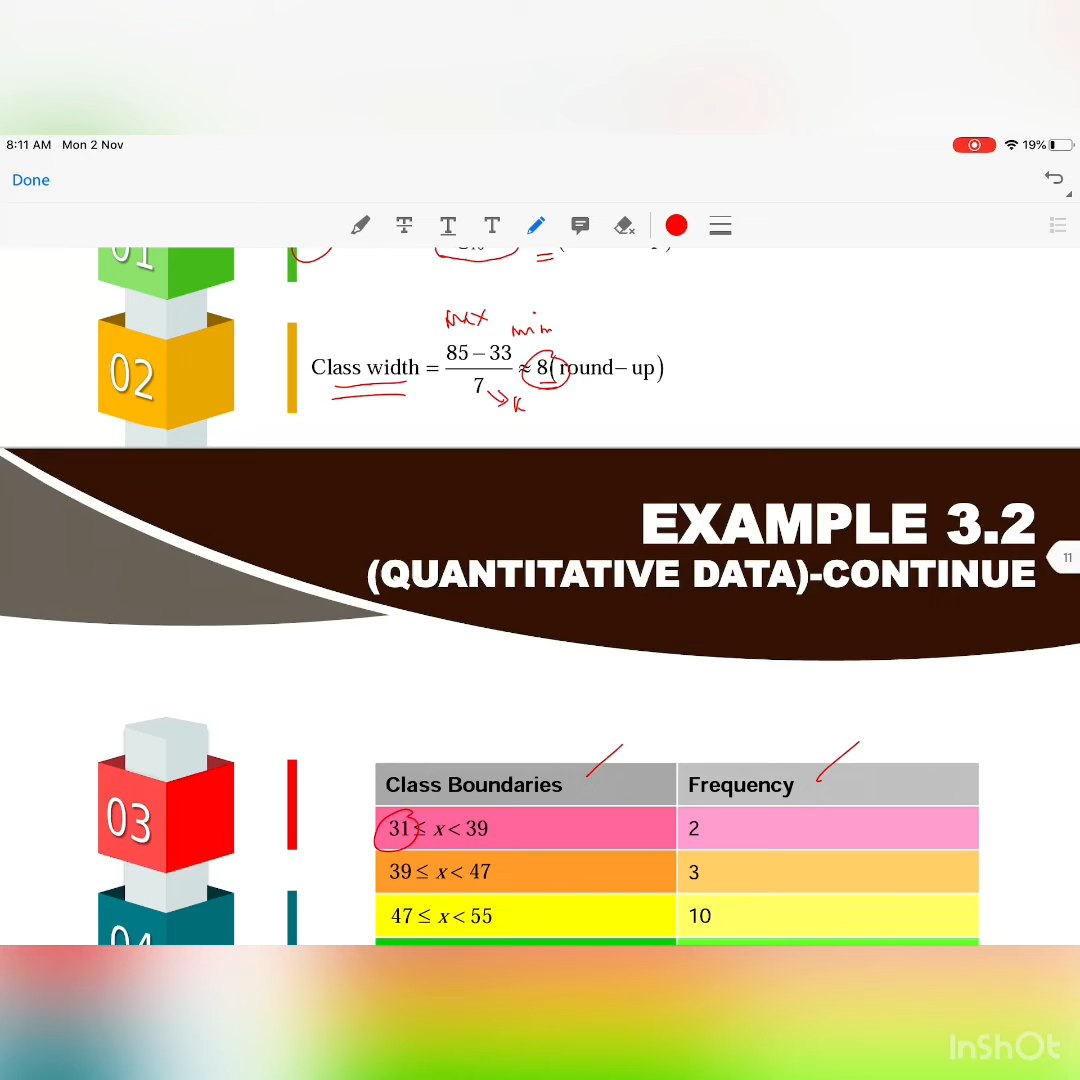 8:11 AM Mon 2 Nov
19%
Done
01
max
min
02
Class width = 85 – 33 / 7 ≈ 8(round – up)
K
EXAMPLE 3.2
(QUANTITATIVE DATA)-CONTINUE
11
03
Class Boundaries Frequency
31 ≤ x < 39 2
39 ≤ x < 47 3
47 ≤ x < 55 10
04
InShOt